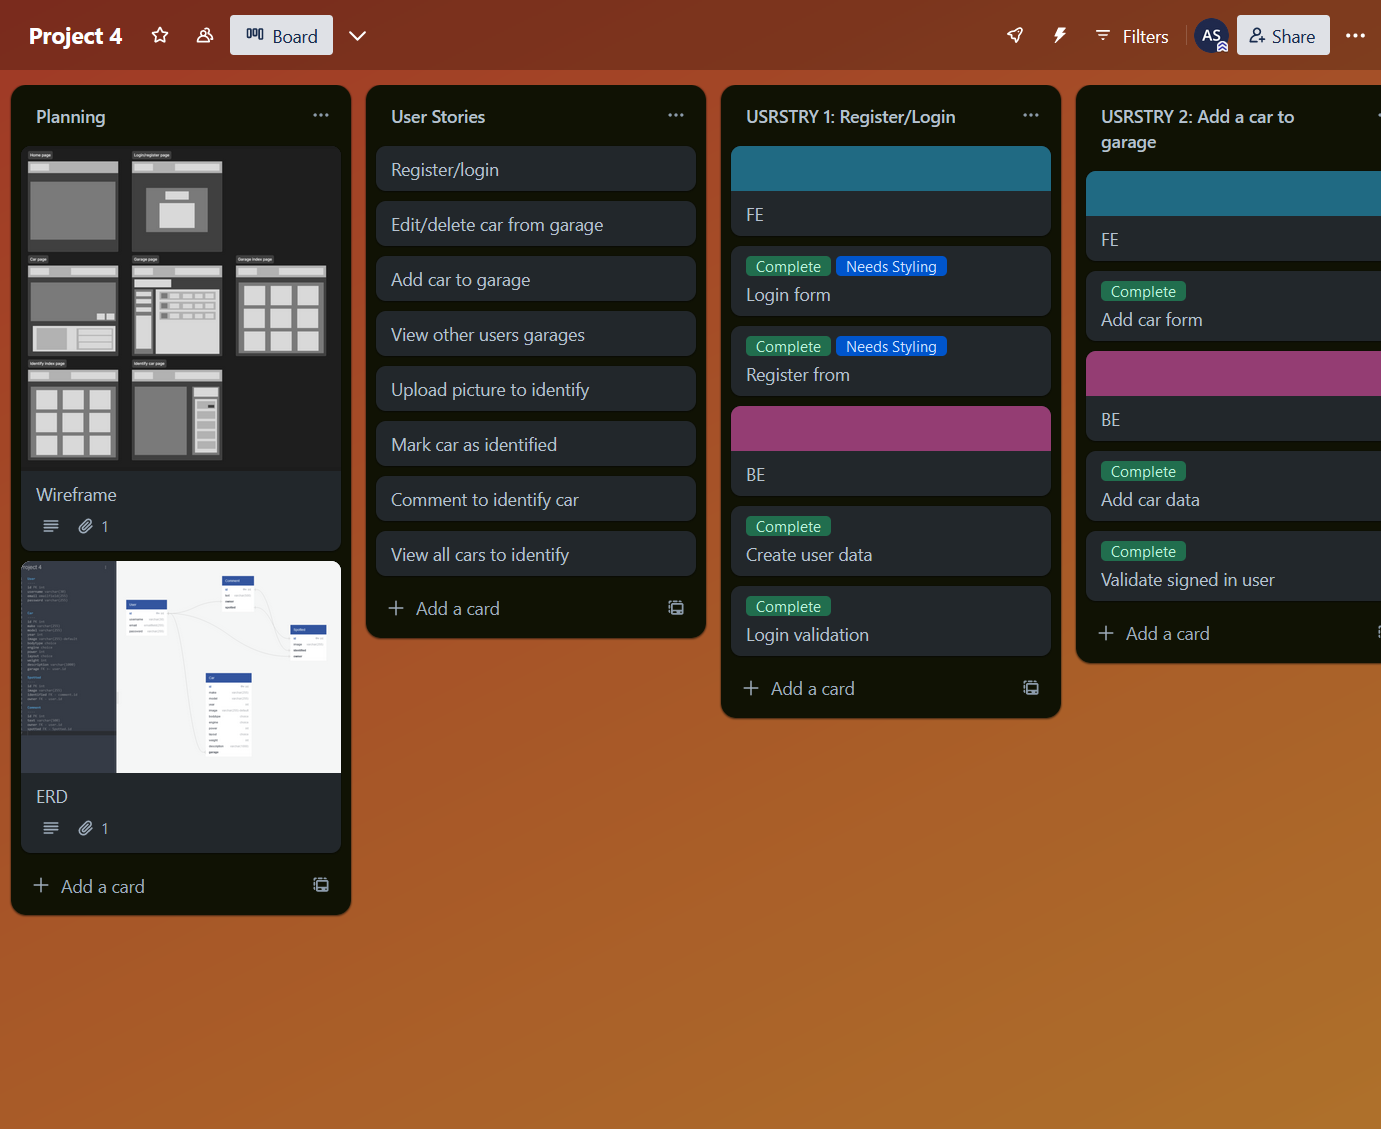 Project 4
Board
Filters
AS
Share
Planning
Home page
Login/register page
Car page
Garage page
Garage index page
Identify index page
Identify car page
Wireframe
1
ERD
1
Add a card
User Stories
Register/login
Edit/delete car from garage
Add car to garage
View other users garages
Upload picture to identify
Mark car as identified
Comment to identify car
View all cars to identify
Add a card
USRSTRY 1: Register/Login
FE
Complete Needs Styling
Login form
Complete Needs Styling
Register from
BE
Complete
Create user data
Complete
Login validation
Add a card
USRSTRY 2: Add a car to
garage
FE
Complete
Add car form
BE
Complete
Add car data
Complete
Validate signed in user
Add a card